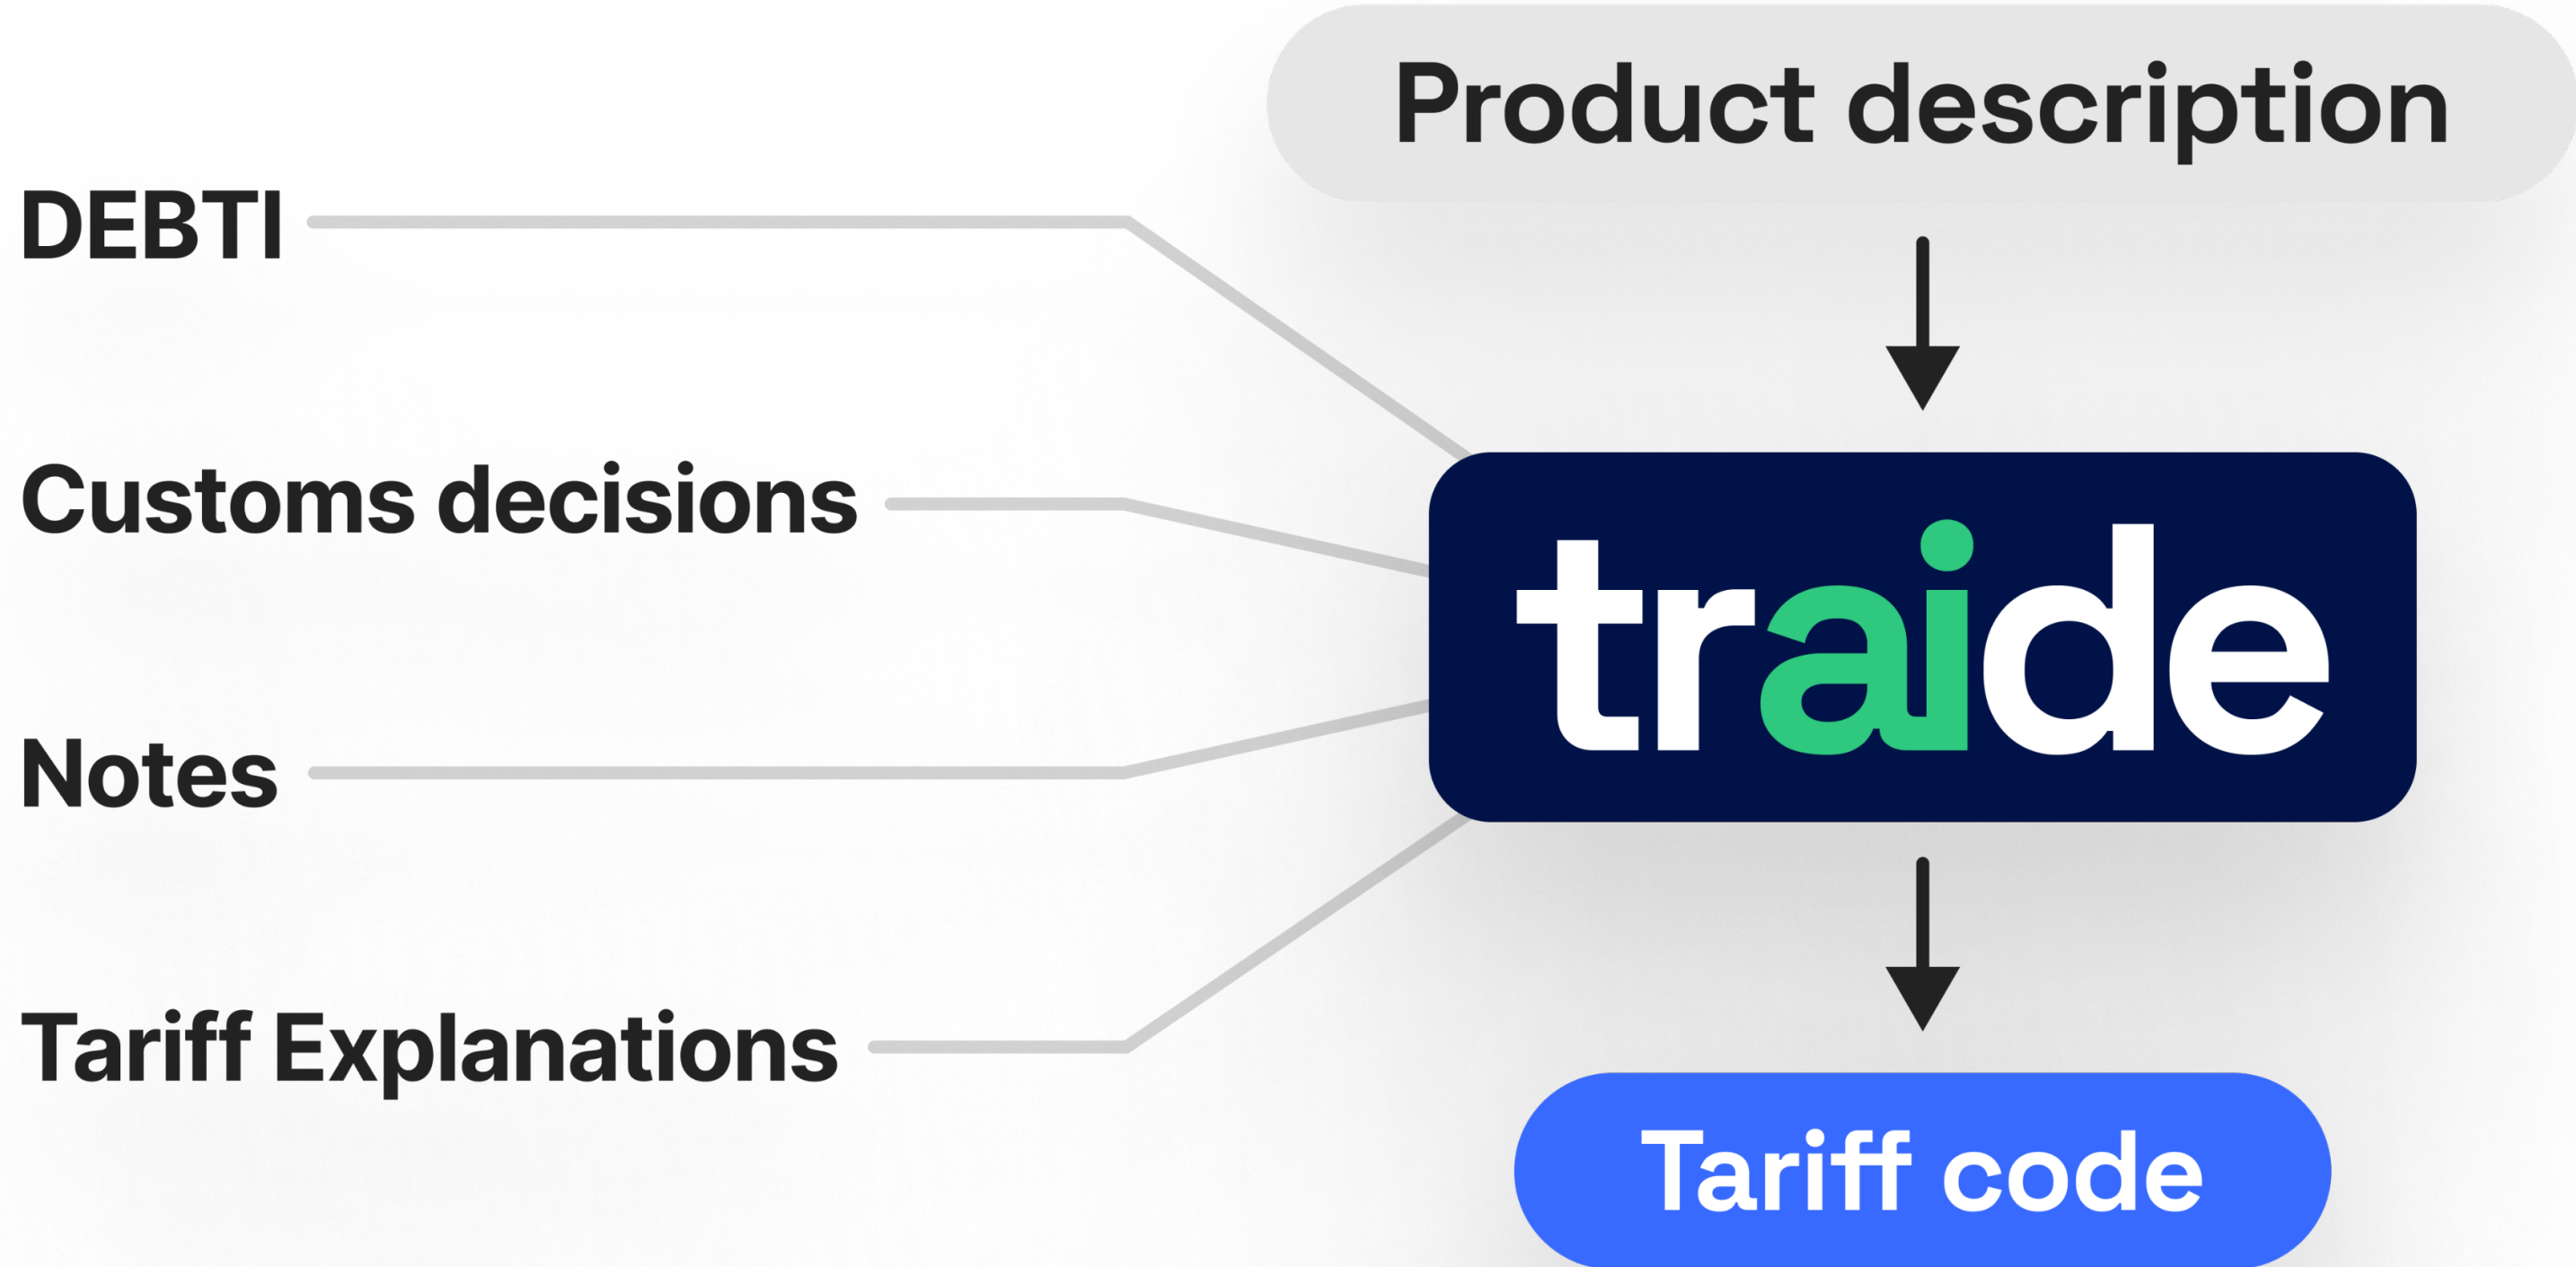 Product description
DEBTI
Customs decisions
traide
Notes
Tariff Explanations
Tariff code